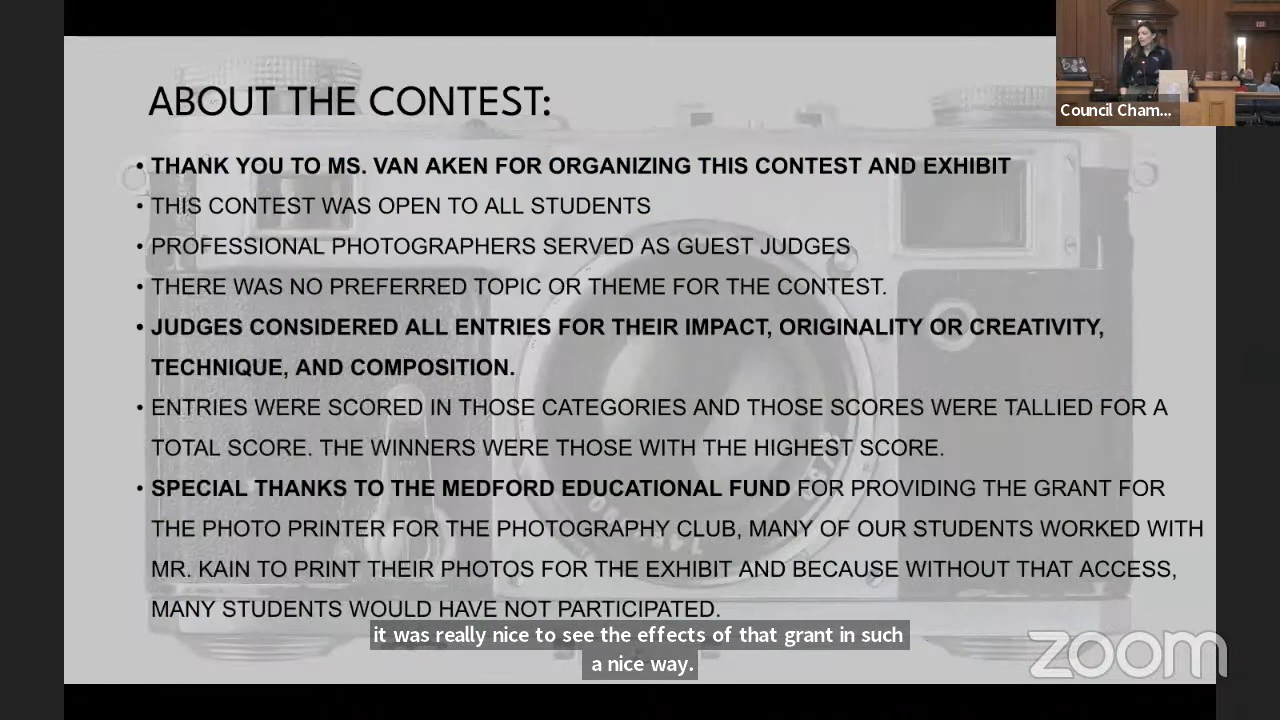 Council Cham...
ABOUT THE CONTEST:
• THANK YOU TO MS. VAN AKEN FOR ORGANIZING THIS CONTEST AND EXHIBIT
• THIS CONTEST WAS OPEN TO ALL STUDENTS
• PROFESSIONAL PHOTOGRAPHERS SERVED AS GUEST JUDGES
• THERE WAS NO PREFERRED TOPIC OR THEME FOR THE CONTEST.
• JUDGES CONSIDERED ALL ENTRIES FOR THEIR IMPACT, ORIGINALITY OR CREATIVITY,
TECHNIQUE, AND COMPOSITION.
• ENTRIES WERE SCORED IN THOSE CATEGORIES AND THOSE SCORES WERE TALLIED FOR A
TOTAL SCORE. THE WINNERS WERE THOSE WITH THE HIGHEST SCORE.
• SPECIAL THANKS TO THE MEDFORD EDUCATIONAL FUND FOR PROVIDING THE GRANT FOR
THE PHOTO PRINTER FOR THE PHOTOGRAPHY CLUB, MANY OF OUR STUDENTS WORKED WITH
MR. KAIN TO PRINT THEIR PHOTOS FOR THE EXHIBIT AND BECAUSE WITHOUT THAT ACCESS,
MANY STUDENTS WOULD HAVE NOT PARTICIPATED.
it was really nice to see the effects of that grant in such
a nice way.
zoom